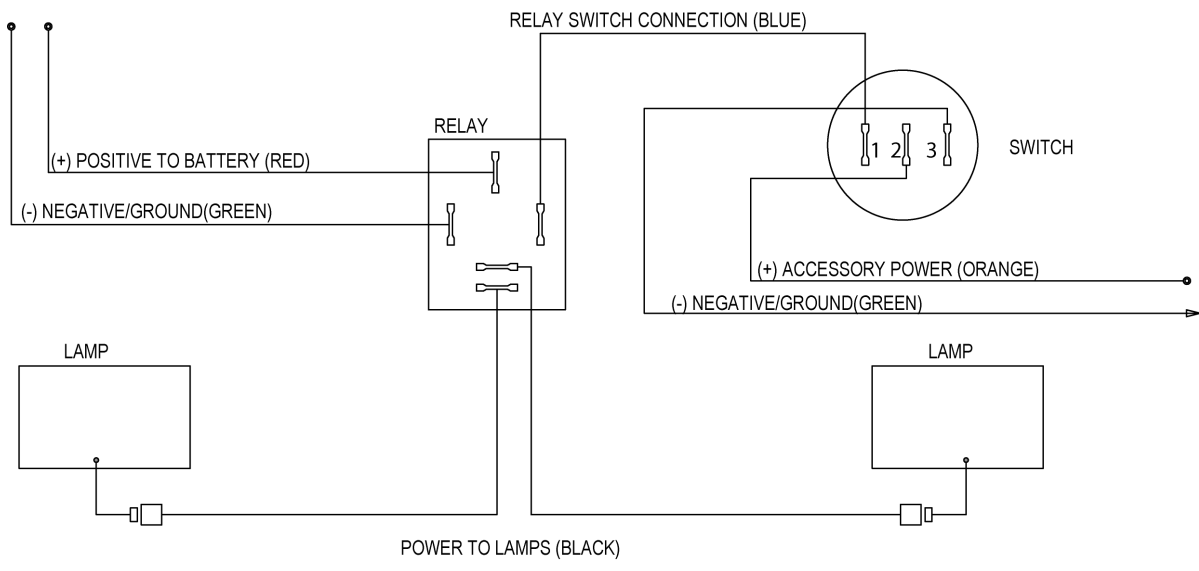 RELAY SWITCH CONNECTION (BLUE)
RELAY
(+) POSITIVE TO BATTERY (RED)
1 2 3
SWITCH
(-) NEGATIVE/GROUND(GREEN)
(+) ACCESSORY POWER (ORANGE)
(-) NEGATIVE/GROUND(GREEN)
LAMP
LAMP
POWER TO LAMPS (BLACK)